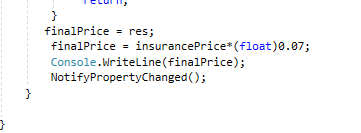 return;
}
finalPrice = res;
finalPrice = insurancePrice*(float)0.07;
Console.WriteLine(finalPrice);
NotifyPropertyChanged();
}
}